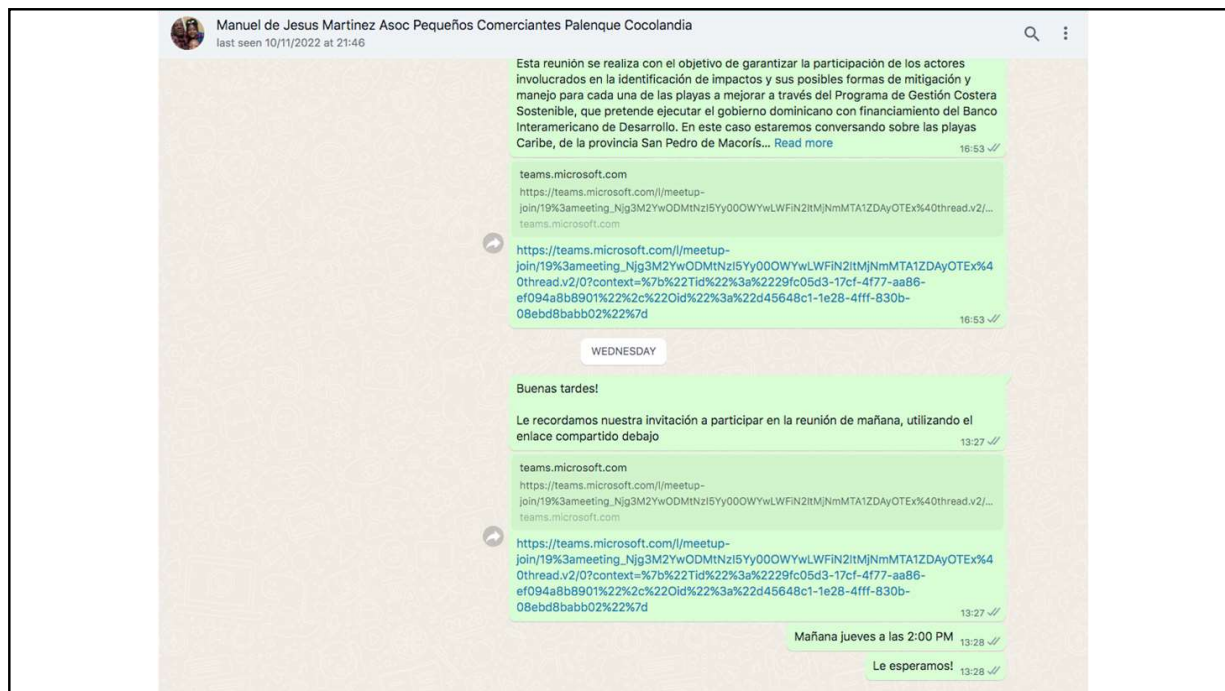 Manuel de Jesus Martinez Asoc Pequeños Comerciantes Palenque Cocolandia
last seen 10/11/2022 at 21:46
Esta reunión se realiza con el objetivo de garantizar la participación de los actores
involucrados en la identificación de impactos y sus posibles formas de mitigación y
manejo para cada una de las playas a mejorar a través del Programa de Gestión Costera
Sostenible, que pretende ejecutar el gobierno dominicano con financiamiento del Banco
Interamericano de Desarrollo. En este caso estaremos conversando sobre las playas
Caribe, de la provincia San Pedro de Macorís... Read more
16:53
teams.microsoft.com
https://teams.microsoft.com/l/meetup-
join/19%3ameeting_Njg3M2YwODMtNzI5Yy00OWYwLWFiN2ItMjNmMTA1ZDAyOTEx%40thread.v2/...
teams.microsoft.com
https://teams.microsoft.com/l/meetup-
join/19%3ameeting_Njg3M2YwODMtNzI5Yy00OWYwLWFiN2ItMjNmMTA1ZDAyOTEx%4
0thread.v2/0?context=%7b%22Tid%22%3a%2229fc05d3-17cf-4f77-aa86-
ef094a8b8901%22%2c%22Oid%22%3a%22d45648c1-1e28-4fff-830b-
08ebd8babb02%22%7d
16:53
WEDNESDAY
Buenas tardes!
Le recordamos nuestra invitación a participar en la reunión de mañana, utilizando el
enlace compartido debajo
13:27
teams.microsoft.com
https://teams.microsoft.com/l/meetup-
join/19%3ameeting_Njg3M2YwODMtNzI5Yy00OWYwLWFiN2ItMjNmMTA1ZDAyOTEx%40thread.v2/...
teams.microsoft.com
https://teams.microsoft.com/l/meetup-
join/19%3ameeting_Njg3M2YwODMtNzI5Yy00OWYwLWFiN2ItMjNmMTA1ZDAyOTEx%4
0thread.v2/0?context=%7b%22Tid%22%3a%2229fc05d3-17cf-4f77-aa86-
ef094a8b8901%22%2c%22Oid%22%3a%22d45648c1-1e28-4fff-830b-
08ebd8babb02%22%7d
13:27
Mañana jueves a las 2:00 PM 13:28
Le esperamos! 13:28